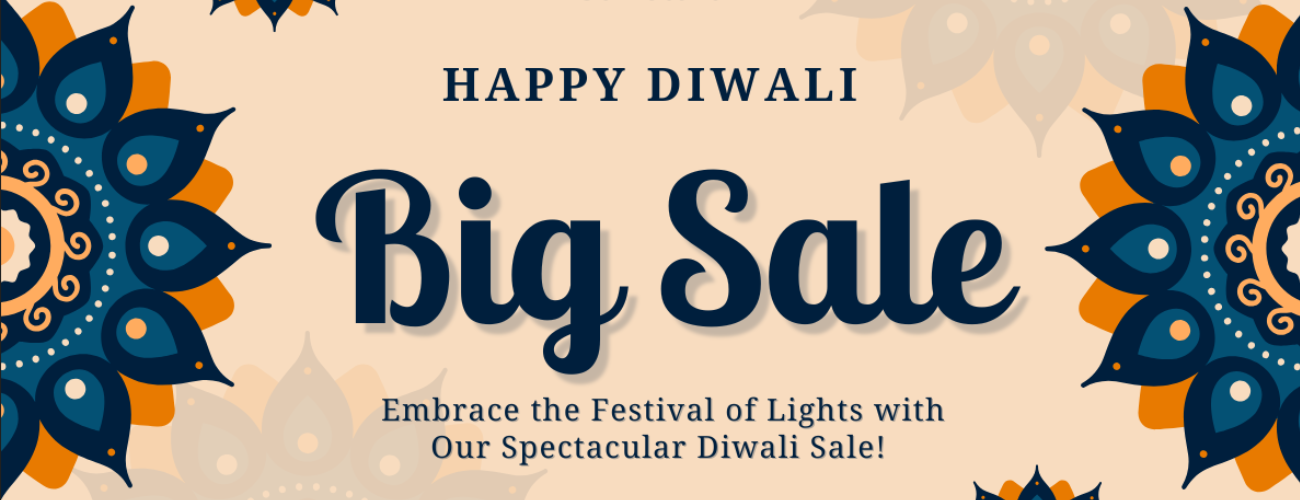 HAPPY DIWALI
Big Sale
Embrace the Festival of Lights with
Our Spectacular Diwali Sale!